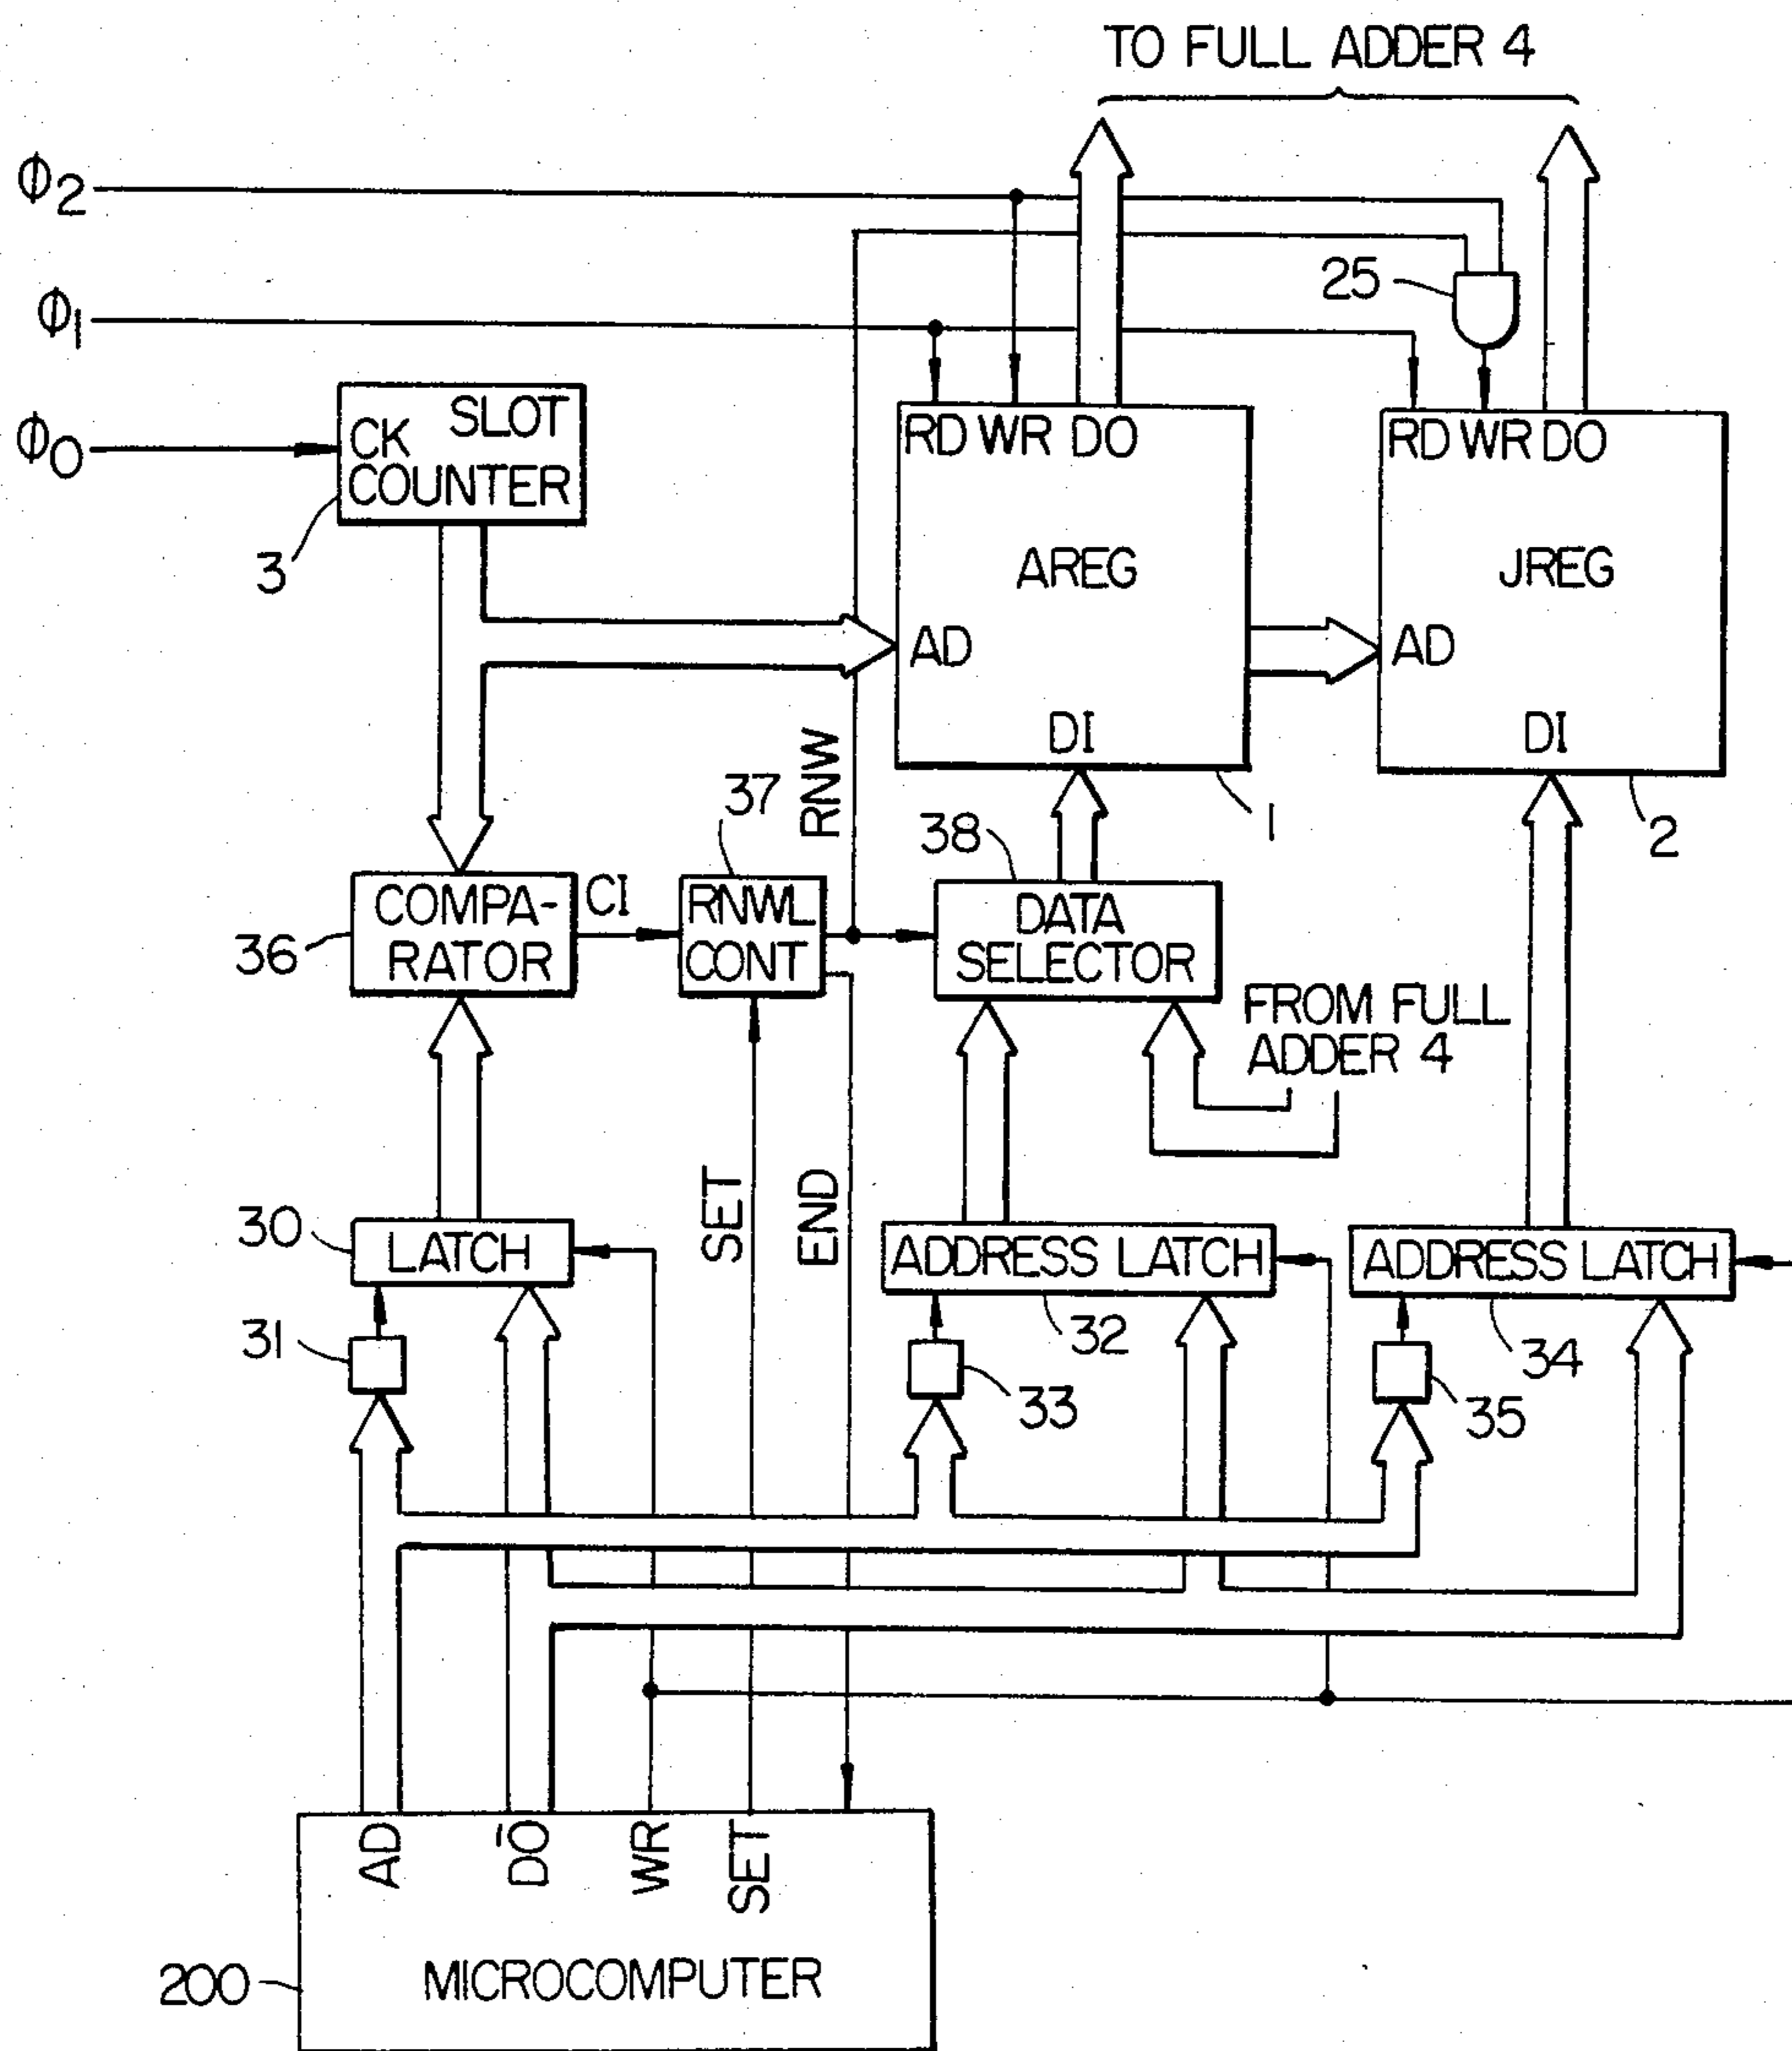 TO FULL ADDER 4
ϕ2
25
ϕ1
ϕ0
SLOT
CK
COUNTER
3
RD WR DO
AREG
AD
DI
1
RD WR DO
JREG
AD
DI
2
RNW
37
38
COMPA-
RATOR
36
CI
RNWL
CONT
DATA
SELECTOR
FROM FULL
ADDER 4
SET
END
30
LATCH
ADDRESS LATCH
ADDRESS LATCH
31
32
33
34
35
AD
DO
WR
SET
200
MICROCOMPUTER